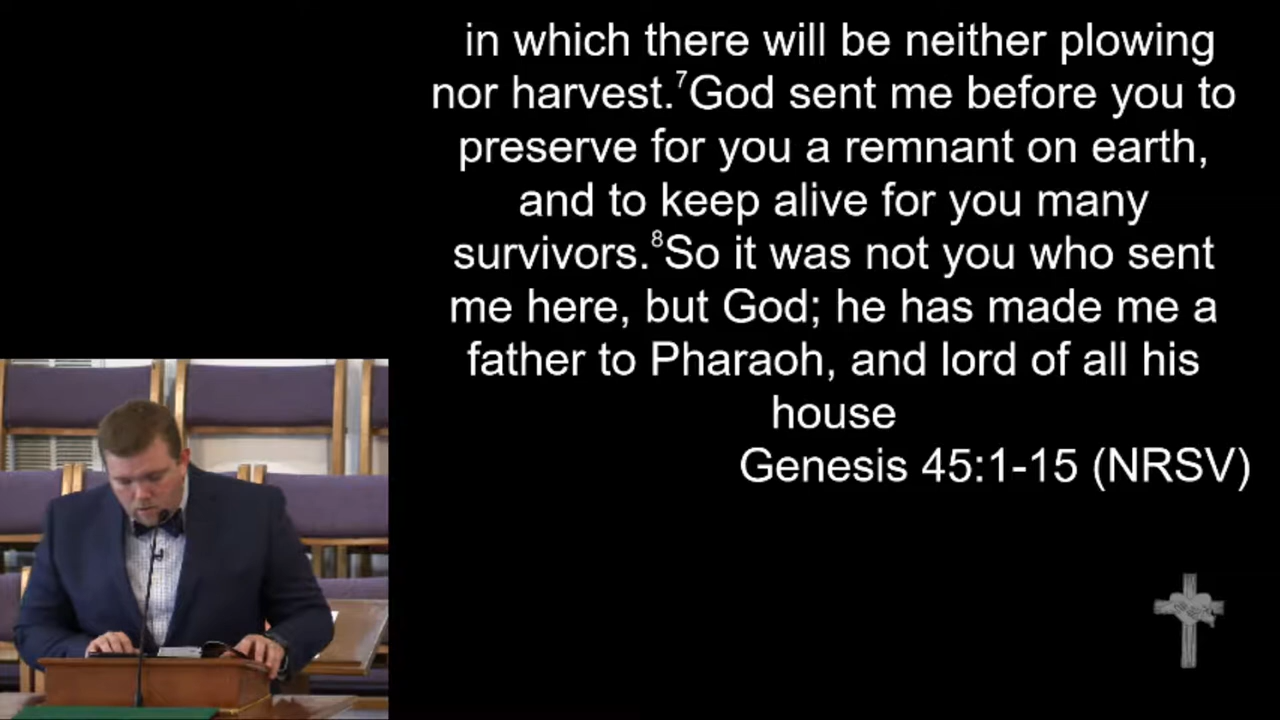 in which there will be neither plowing
nor harvest.⁷God sent me before you to
preserve for you a remnant on earth,
and to keep alive for you many
survivors.⁸So it was not you who sent
me here, but God; he has made me a
father to Pharaoh, and lord of all his
house
Genesis 45:1-15 (NRSV)